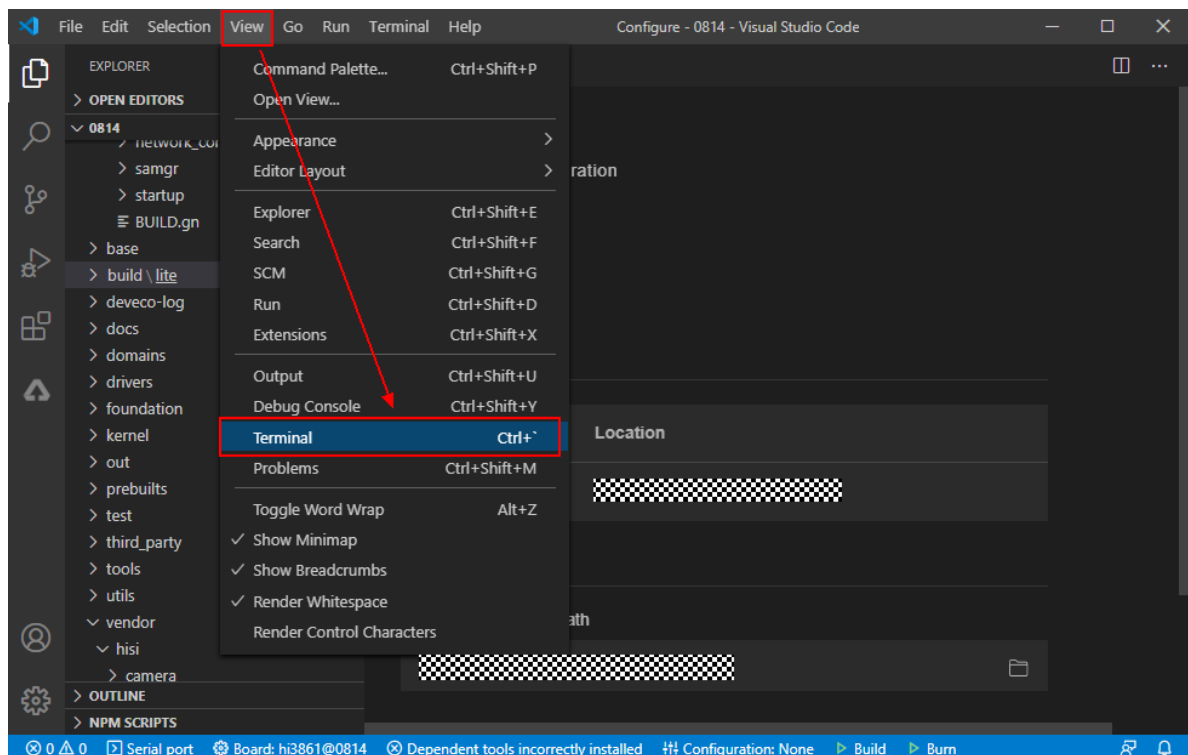 File Edit Selection View Go Run Terminal Help Configure - 0814 - Visual Studio Code
EXPLORER
OPEN EDITORS
0814
samgr
startup
BUILD.gn
base
build \ lite
deveco-log
docs
domains
drivers
foundation
kernel
out
prebuilts
test
third_party
tools
utils
vendor
hisi
camera
OUTLINE
NPM SCRIPTS
Command Palette... Ctrl+Shift+P
Open View...
Appearance
Editor Layout
Explorer Ctrl+Shift+E
Search Ctrl+Shift+F
SCM Ctrl+Shift+G
Run Ctrl+Shift+D
Extensions Ctrl+Shift+X
Output Ctrl+Shift+U
Debug Console Ctrl+Shift+Y
Terminal Ctrl+`
Problems Ctrl+Shift+M
Toggle Word Wrap Alt+Z
Show Minimap
Show Breadcrumbs
Render Whitespace
Render Control Characters
ration
Location
ath
0 0 Serial port Board: hi3861@0814 Dependent tools incorrectly installed Configuration: None Build Burn